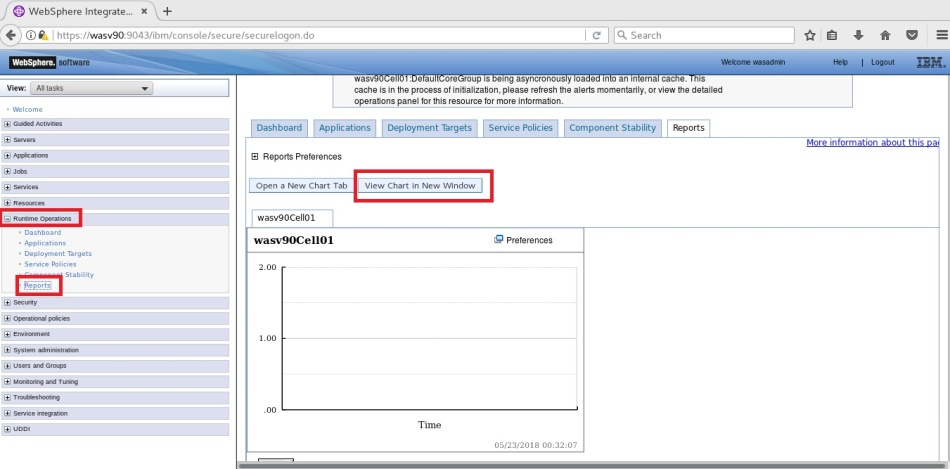 WebSphere Integrate...
https://wasv90:9043/ibm/console/secure/securelogon.do
Search
WebSphere. software
Welcome wasadmin
Help | Logout
IBM
View: All tasks
Welcome
Guided Activities
Servers
Applications
Jobs
Services
Resources
Runtime Operations
Dashboard
Applications
Deployment Targets
Service Policies
Component Stability
Reports
Security
Operational policies
Environment
System administration
Users and Groups
Monitoring and Tuning
Troubleshooting
Service integration
UDDI
wasv90Cell01:DefaultCoreGroup is being asyncronously loaded into an internal cache. This
cache is in the process of initialization, please refresh the alerts momentarily, or view the detailed
operations panel for this resource for more information.
Dashboard Applications Deployment Targets Service Policies Component Stability Reports
More information about this pa
Reports Preferences
Open a New Chart Tab View Chart in New Window
wasv90Cell01
wasv90Cell01 Preferences
2.00
1.00
.00
Time
05/23/2018 00:32:07